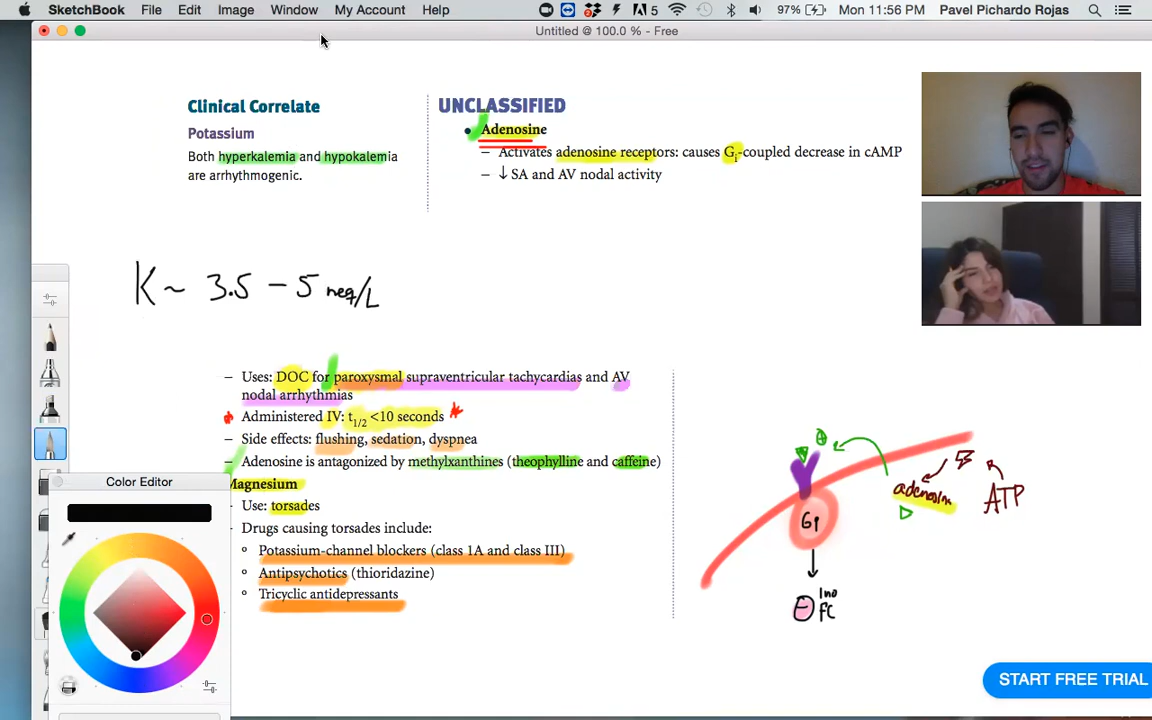 SketchBook File Edit Image Window My Account Help 5 97% Mon 11:56 PM Pavel Pichardo Rojas
Untitled @ 100.0 % - Free
Clinical Correlate
Potassium
Both hyperkalemia and hypokalemia
are arrhythmogenic.
UNCLASSIFIED
• Adenosine
– Activates adenosine receptors: causes Gi-coupled decrease in cAMP
– ↓ SA and AV nodal activity
K ~ 3.5 - 5 meq/L
– Uses: DOC for paroxysmal supraventricular tachycardias and AV
nodal arrhythmias
Administered IV: t1/2 <10 seconds
– Side effects: flushing, sedation, dyspnea
Adenosine is antagonized by methylxanthines (theophylline and caffeine)
Magnesium
Use: torsades
Drugs causing torsades include:
° Potassium-channel blockers (class 1A and class III)
° Antipsychotics (thioridazine)
° Tricyclic antidepressants
Color Editor
adenosine
ATP
Gi
Ino
FC
START FREE TRIAL